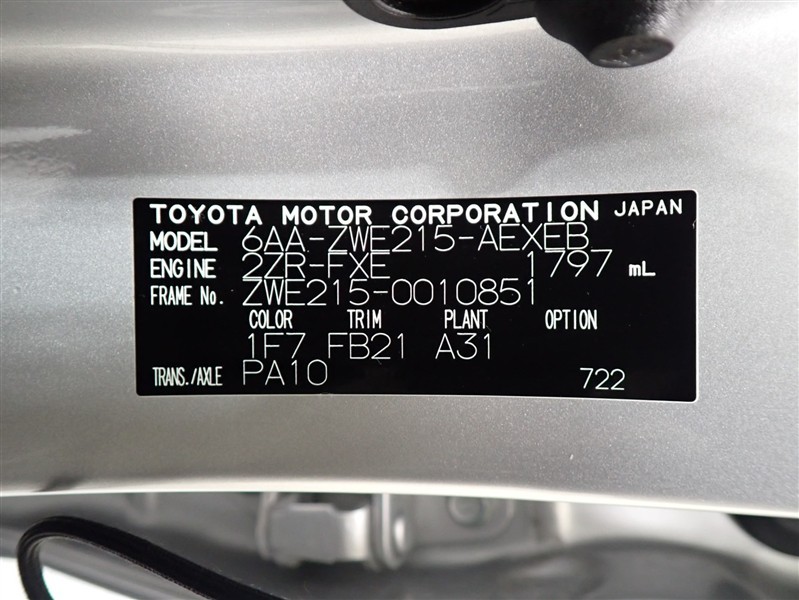 TOYOTA MOTOR CORPORATION JAPAN
MODEL 6AA-ZWE215-AEXEB
ENGINE 2ZR-FXE 1797 mL
FRAME No. ZWE215-0010851
COLOR TRIM PLANT OPTION
1F7 FB21 A31
TRANS./AXLE PA10 722